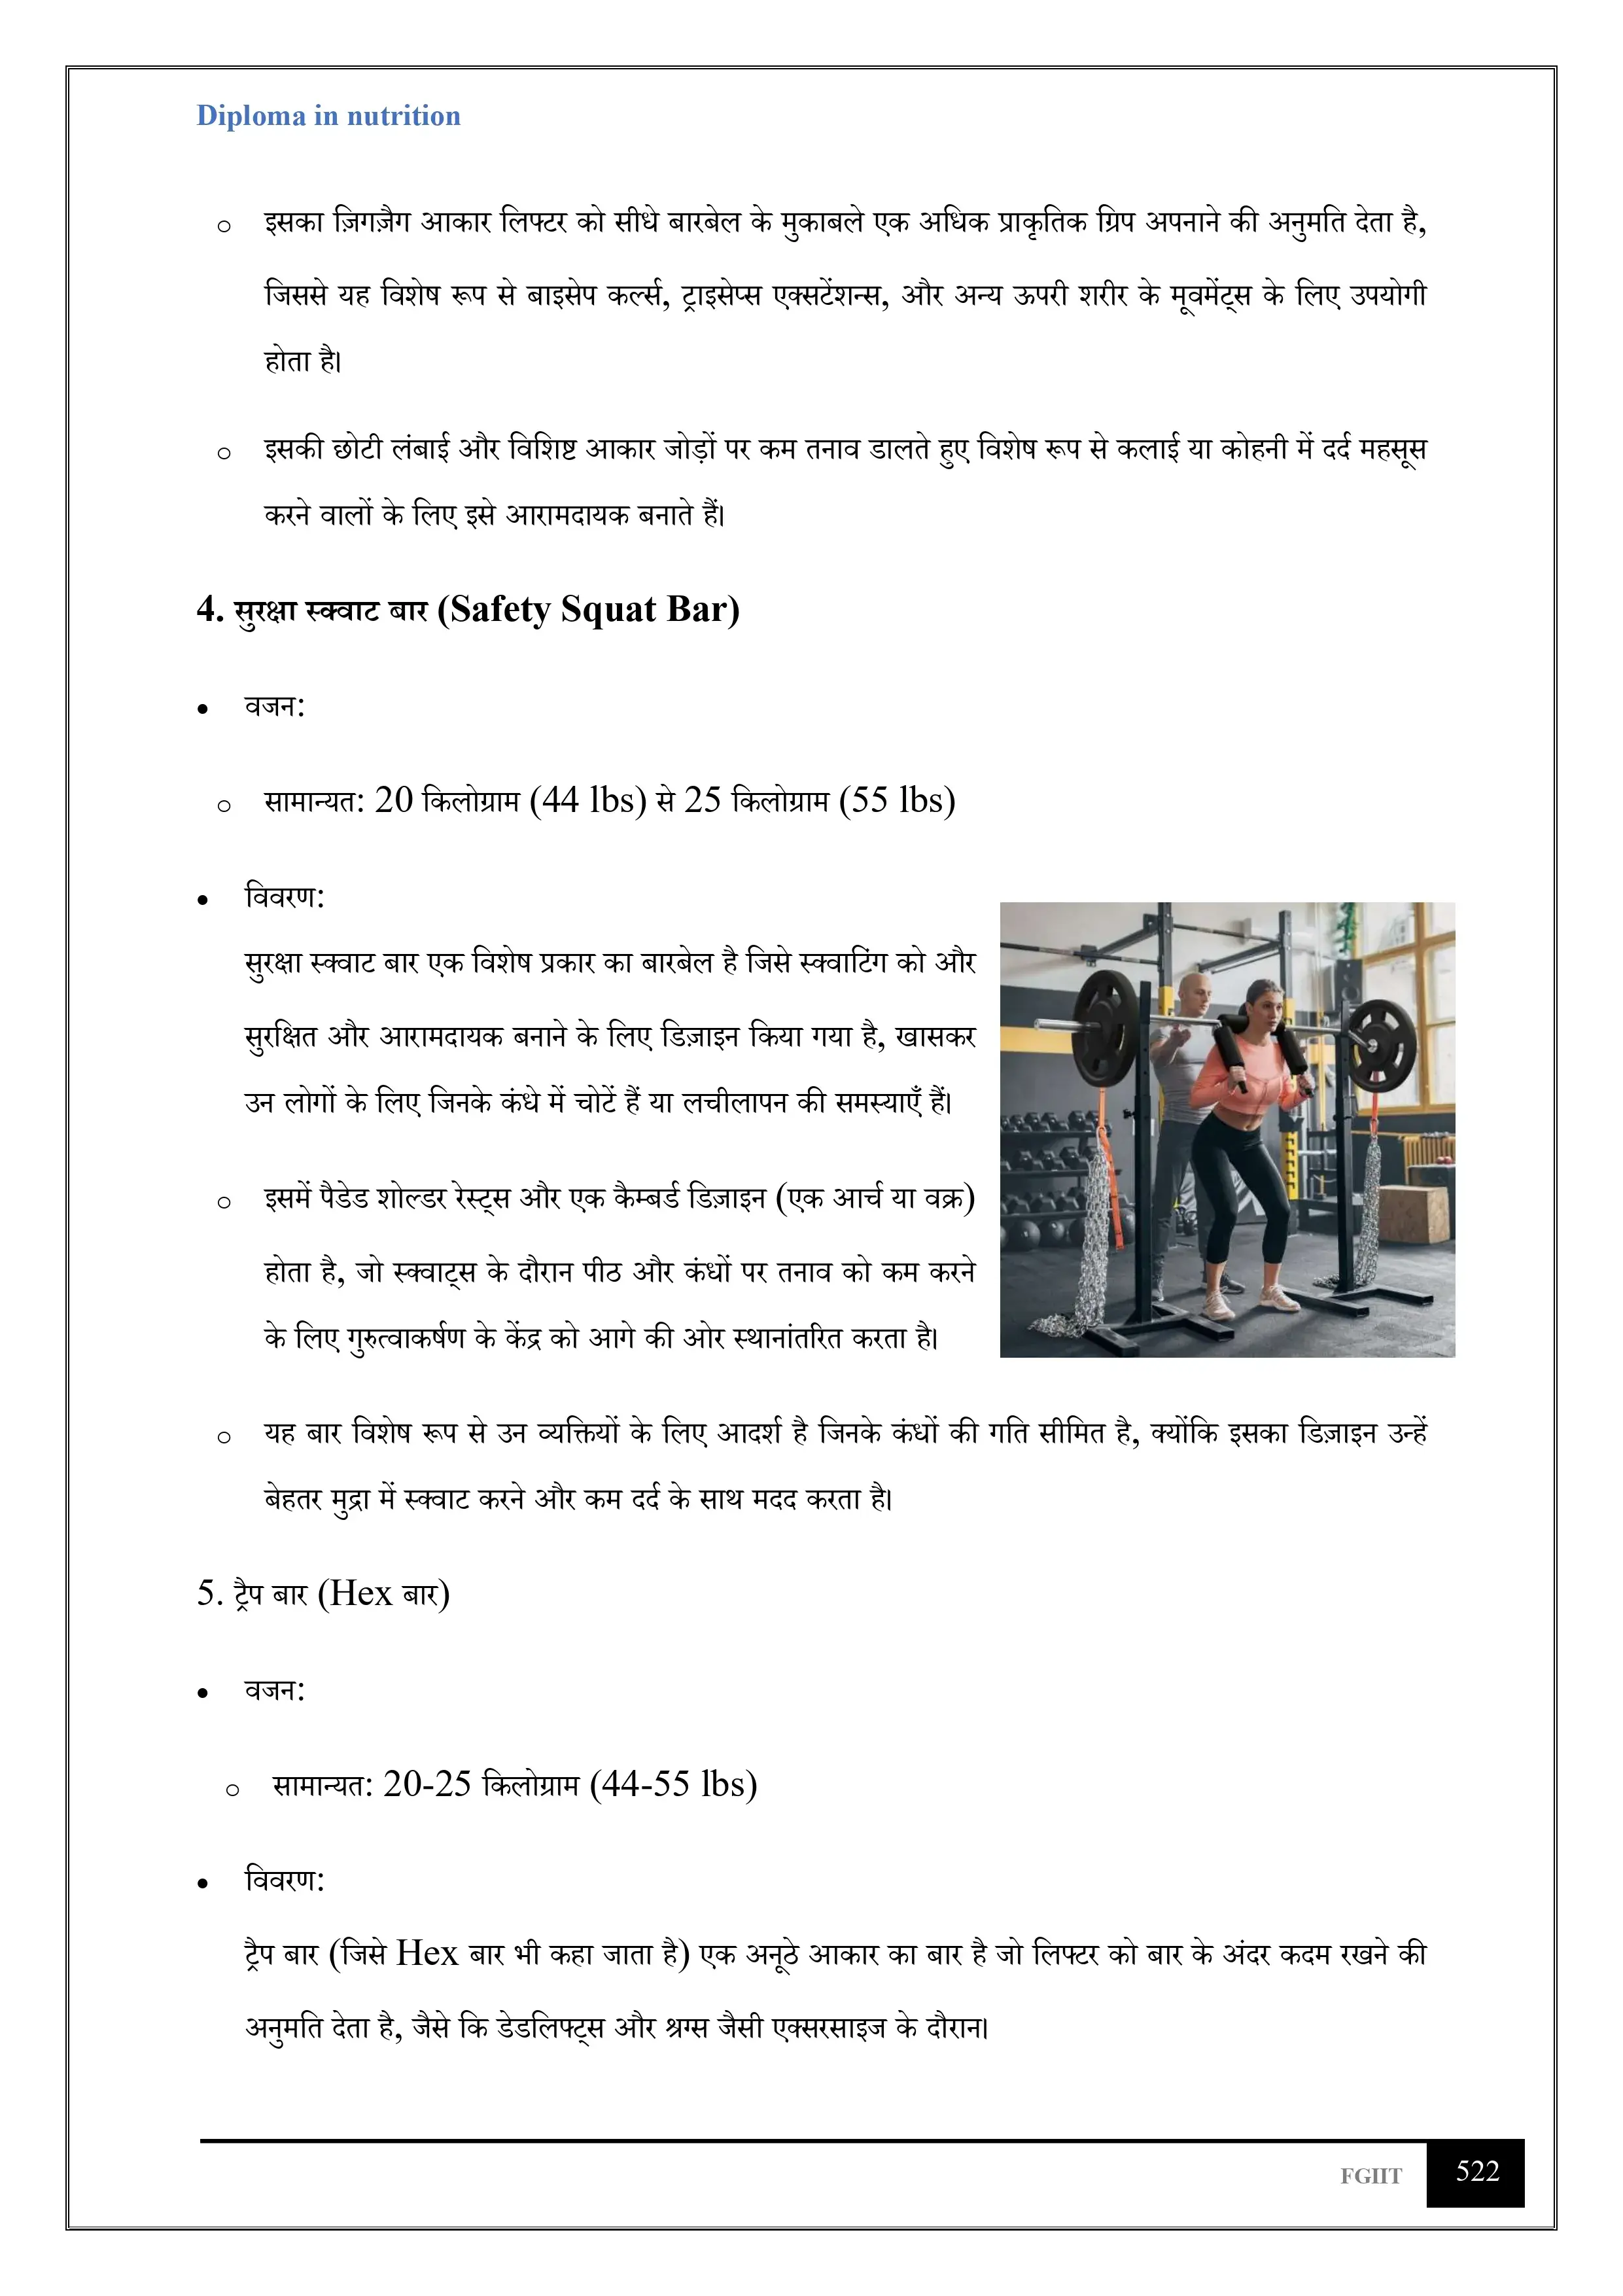 Diploma in nutrition
o इसका ज़िगज़ैग आकार लिफ्टर को सीधे बारबेल के मुकाबले एक अधिक प्राकृतिक ग्रिप अपनाने की अनुमति देता है,
जिससे यह विशेष रूप से बाइसेप कर्ल्स, ट्राइसेप्स एक्सटेंशन्स, और अन्य ऊपरी शरीर के मूवमेंट्स के लिए उपयोगी
होता है।
o इसकी छोटी लंबाई और विशिष्ट आकार जोड़ों पर कम तनाव डालते हुए विशेष रूप से कलाई या कोहनी में दर्द महसूस
करने वालों के लिए इसे आरामदायक बनाते हैं।
4. सुरक्षा स्क्वाट बार (Safety Squat Bar)
• वजन:
o सामान्यत: 20 किलोग्राम (44 lbs) से 25 किलोग्राम (55 lbs)
• विवरण:
सुरक्षा स्क्वाट बार एक विशेष प्रकार का बारबेल है जिसे स्क्वाटिंग को और
सुरक्षित और आरामदायक बनाने के लिए डिज़ाइन किया गया है, खासकर
उन लोगों के लिए जिनके कंधे में चोटें हैं या लचीलापन की समस्याएँ हैं।
o इसमें पैडेड शोल्डर रेस्ट्स और एक कैम्बर्ड डिज़ाइन (एक आर्च या वक्र)
होता है, जो स्क्वाट्स के दौरान पीठ और कंधों पर तनाव को कम करने
के लिए गुरुत्वाकर्षण के केंद्र को आगे की ओर स्थानांतरित करता है।
o यह बार विशेष रूप से उन व्यक्तियों के लिए आदर्श है जिनके कंधों की गति सीमित है, क्योंकि इसका डिज़ाइन उन्हें
बेहतर मुद्रा में स्क्वाट करने और कम दर्द के साथ मदद करता है।
5. ट्रैप बार (Hex बार)
• वजन:
o सामान्यत: 20-25 किलोग्राम (44-55 lbs)
• विवरण:
ट्रैप बार (जिसे Hex बार भी कहा जाता है) एक अनूठे आकार का बार है जो लिफ्टर को बार के अंदर कदम रखने की
अनुमति देता है, जैसे कि डेडलिफ्ट्स और श्रग्स जैसी एक्सरसाइज के दौरान।
FGIIT 522